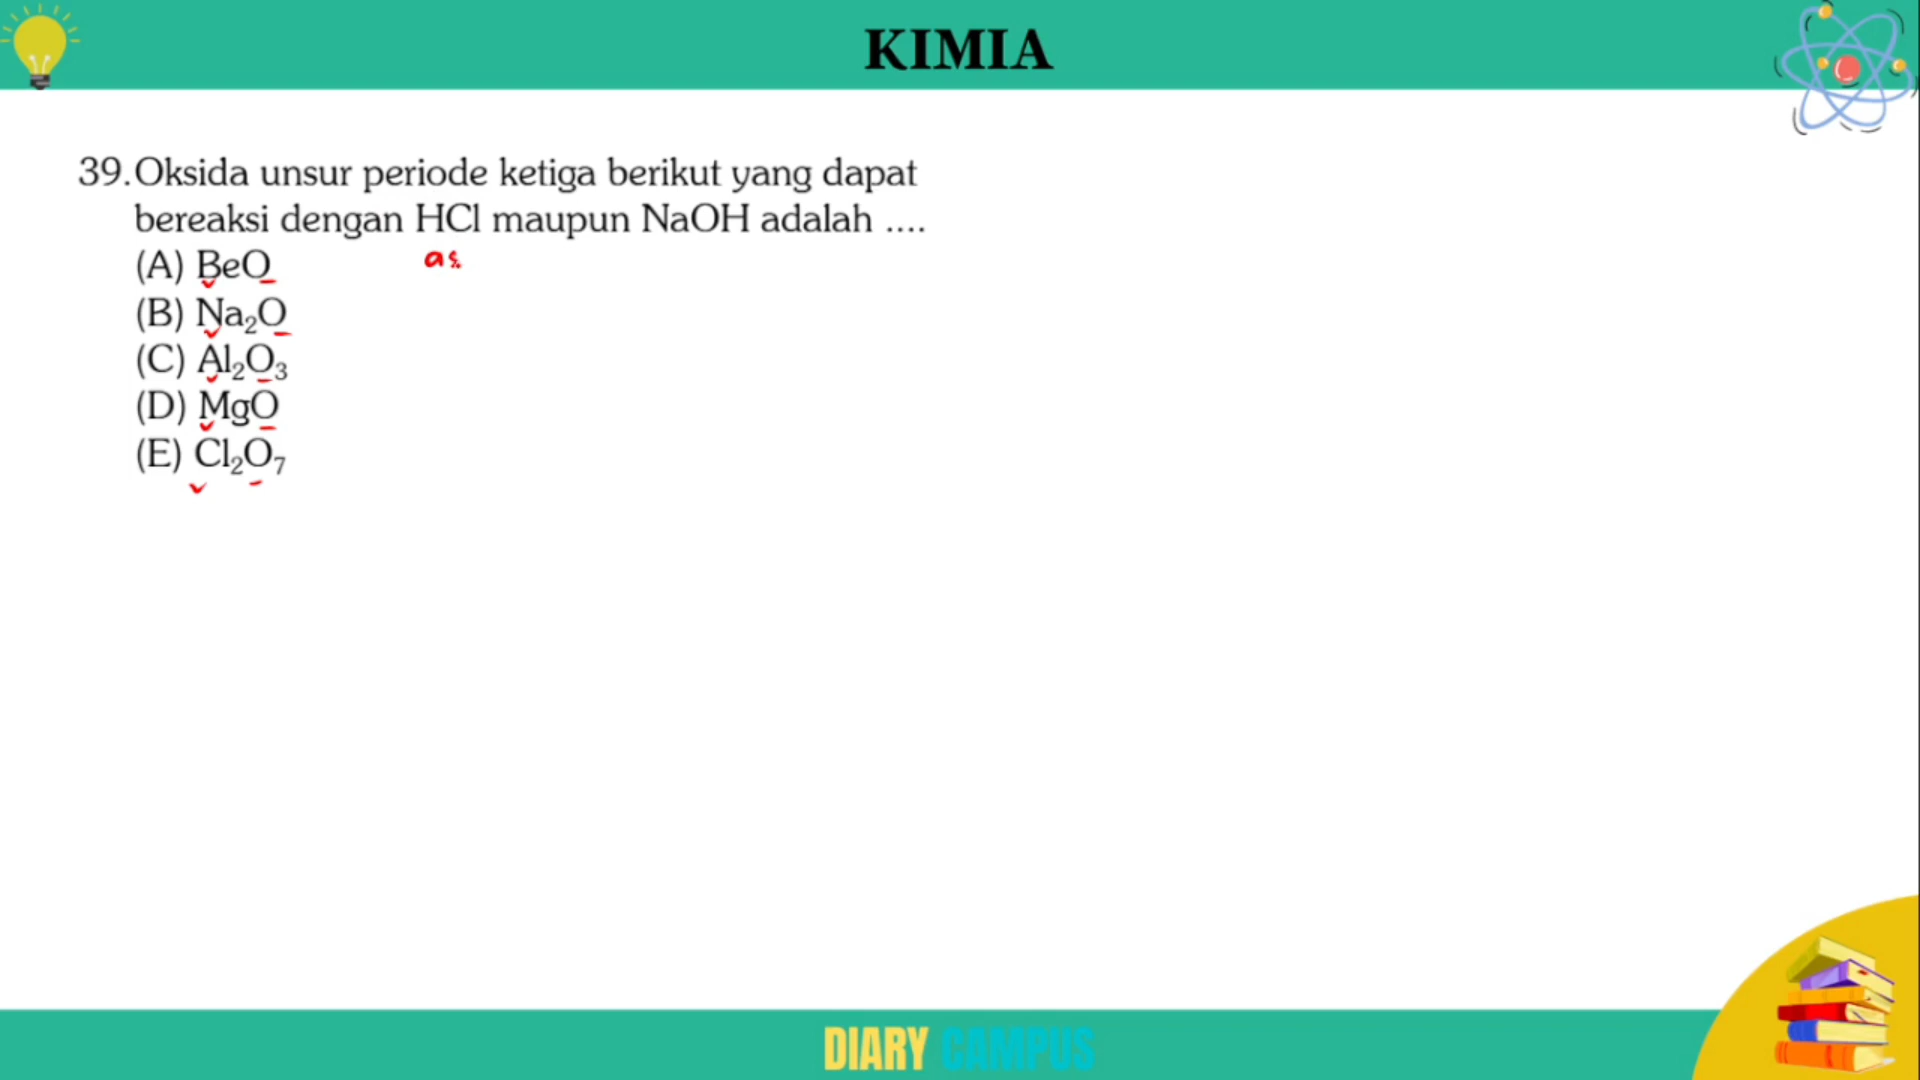 KIMIA
39. Oksida unsur periode ketiga berikut yang dapat
bereaksi dengan HCl maupun NaOH adalah ....
as
(A) BeO
(B) Na₂O
(C) Al₂O₃
(D) MgO
(E) Cl₂O₇
DIARY CAMPUS